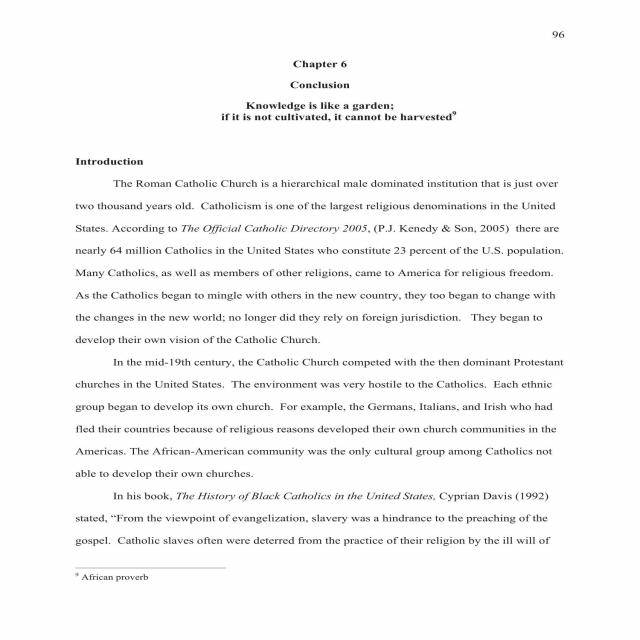 96
Chapter 6
Conclusion
Knowledge is like a garden;
if it is not cultivated, it cannot be harvested9
Introduction
The Roman Catholic Church is a hierarchical male dominated institution that is just over
two thousand years old.  Catholicism is one of the largest religious denominations in the United
States. According to The Official Catholic Directory 2005, (P.J. Kenedy & Son, 2005)  there are
nearly 64 million Catholics in the United States who constitute 23 percent of the U.S. population.
Many Catholics, as well as members of other religions, came to America for religious freedom.
As the Catholics began to mingle with others in the new country, they too began to change with
the changes in the new world; no longer did they rely on foreign jurisdiction.   They began to
develop their own vision of the Catholic Church.
In the mid-19th century, the Catholic Church competed with the then dominant Protestant
churches in the United States.  The environment was very hostile to the Catholics.  Each ethnic
group began to develop its own church.  For example, the Germans, Italians, and Irish who had
fled their countries because of religious reasons developed their own church communities in the
Americas. The African-American community was the only cultural group among Catholics not
able to develop their own churches.
In his book, The History of Black Catholics in the United States, Cyprian Davis (1992)
stated, “From the viewpoint of evangelization, slavery was a hindrance to the preaching of the
gospel.  Catholic slaves often were deterred from the practice of their religion by the ill will of
9 African proverb